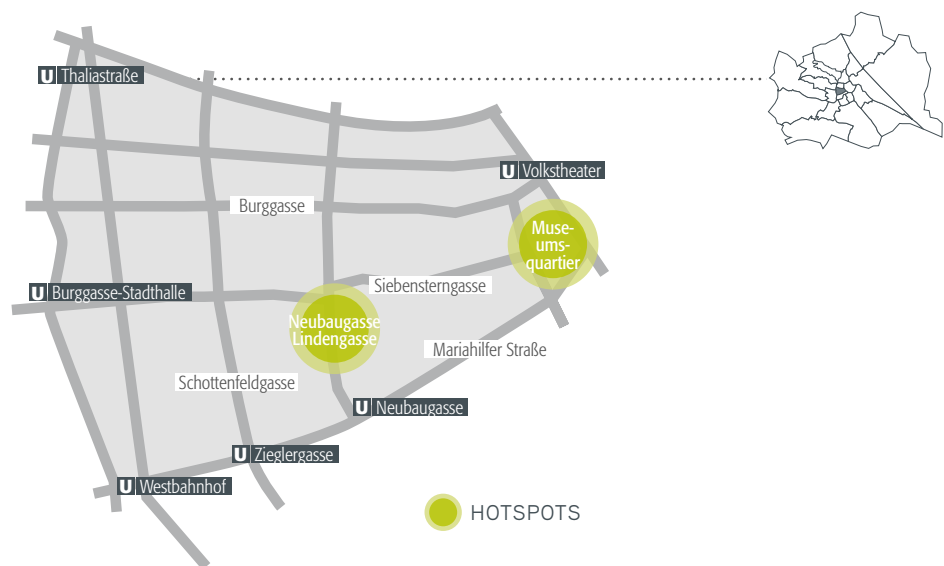 U Thaliastraße
U Volkstheater
Burggasse
Muse-
ums-
quartier
Siebensterngasse
U Burggasse-Stadthalle
Neubaugasse
Lindengasse
Mariahilfer Straße
Schottenfeldgasse
U Neubaugasse
U Zieglergasse
U Westbahnhof
HOTSPOTS